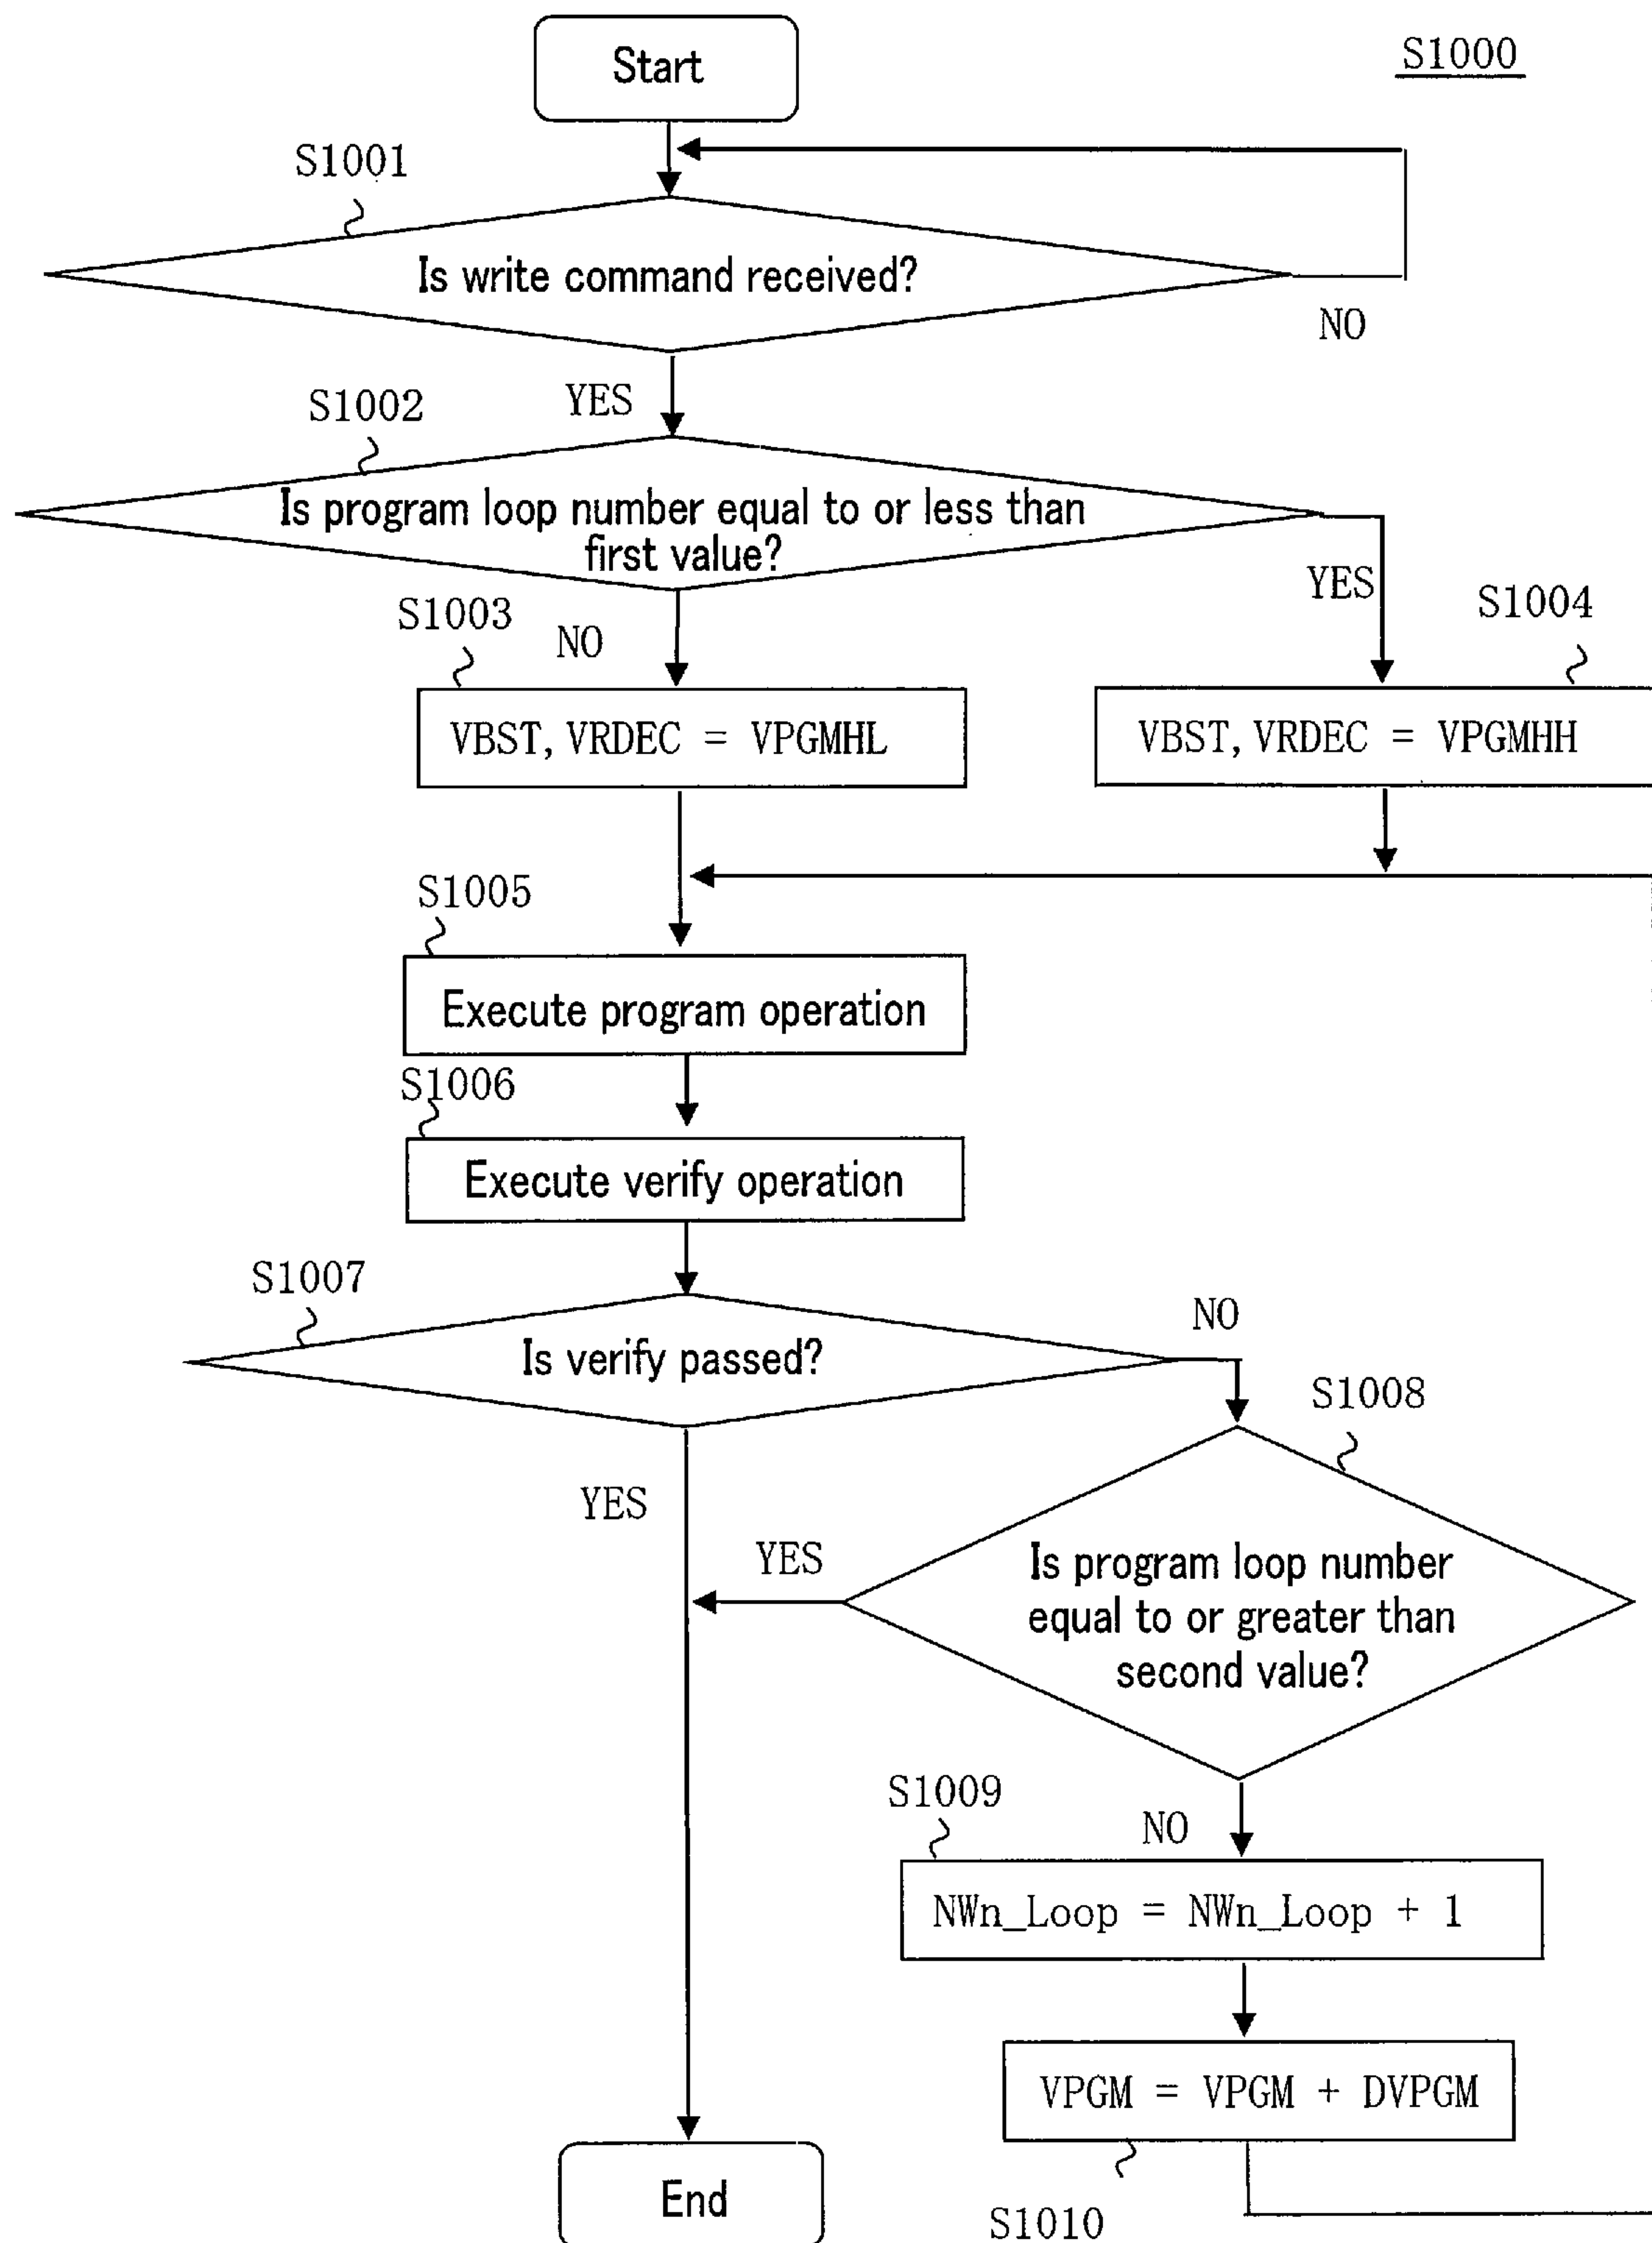 Start
S1000
S1001
Is write command received?
NO
S1002
YES
Is program loop number equal to or less than
first value?
YES
S1003
NO
S1004
VBST, VRDEC = VPGMHL
VBST, VRDEC = VPGMHH
S1005
Execute program operation
S1006
Execute verify operation
S1007
NO
Is verify passed?
S1008
YES
YES
Is program loop number
equal to or greater than
second value?
S1009
NO
NWn_Loop = NWn_Loop + 1
VPGM = VPGM + DVPGM
S1010
End